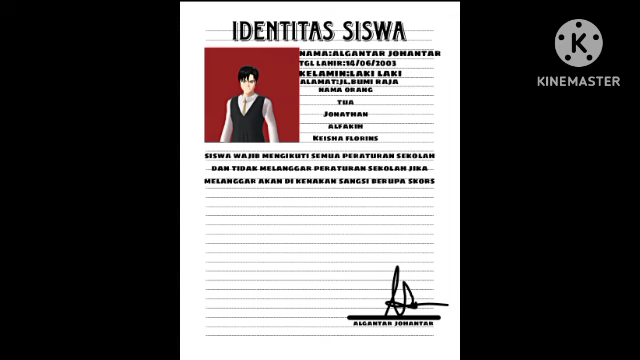 IDENTITAS SISWA
NAMA:ALGANTAR JOHANTAR
TGL LAHIR:14/06/2003
KELAMIN:LAKI LAKI
ALAMAT:JL.BUMI RAJA
NAMA ORANG
TUA
JONATHAN
ALFAKIH
KEISHA FLORINS
SISWA WAJIB MENGIKUTI SEMUA PERATURAN SEKOLAH
DAN TIDAK MELANGGAR PERATURAN SEKOLAH JIKA
MELANGGAR AKAN DI KENAKAN SANGSI BERUPA SKORS
ALGANTAR JOHANTAR
K
KINEMASTER